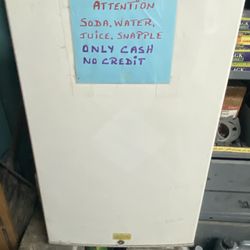 ATTENTION
SODA, WATER,
JUICE, SNAPPLE
ONLY CASH
NO CREDIT